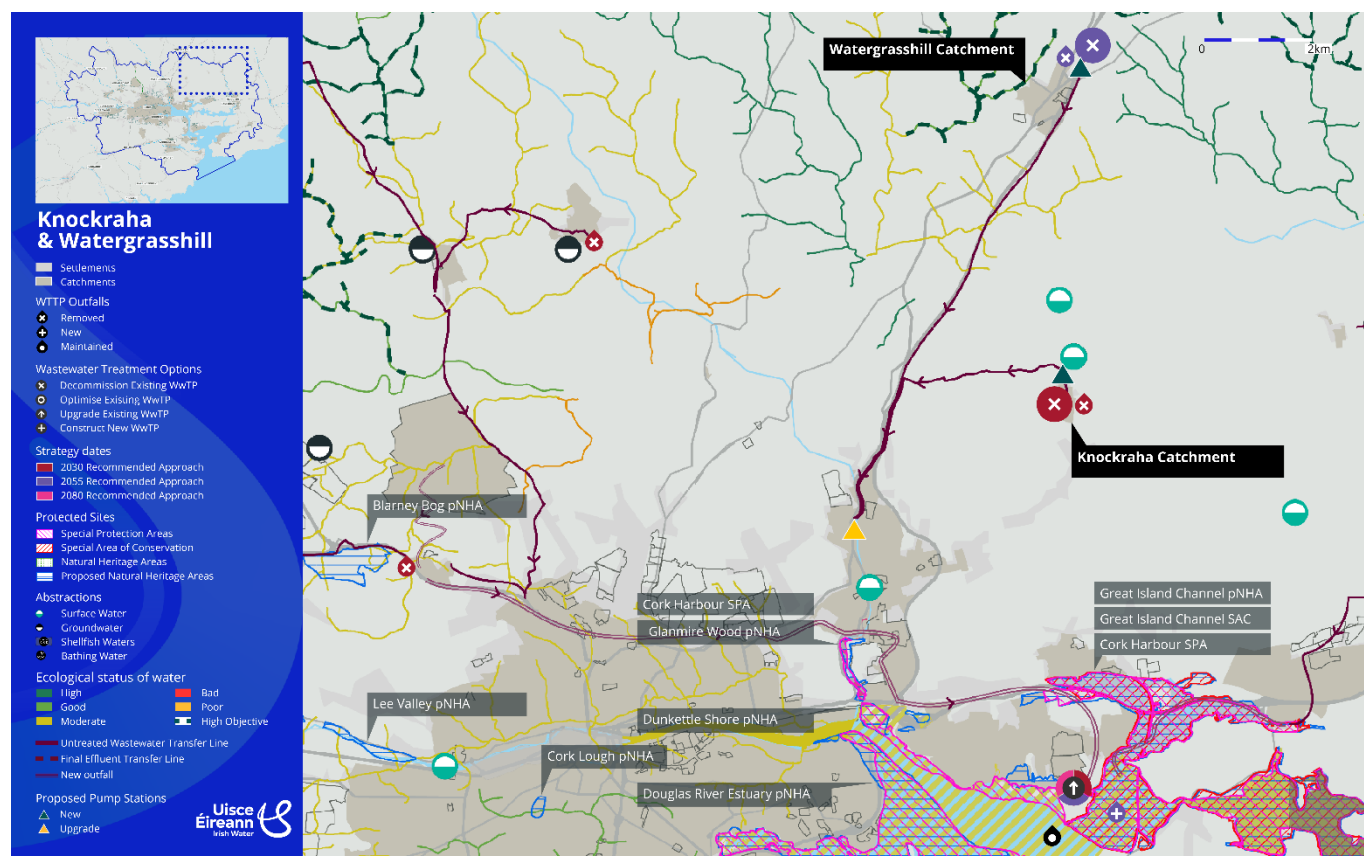 Knockraha
& Watergrasshill
Settlements
Catchments
WTTP Outfalls
Removed
New
Maintained
Wastewater Treatment Options
Decommission Existing WwTP
Optimise Existing WwTP
Upgrade Existing WwTP
Construct New WwTP
Strategy dates
2030 Recommended Approach
2055 Recommended Approach
2080 Recommended Approach
Protected Sites
Special Protection Areas
Special Area of Conservation
Natural Heritage Areas
Proposed Natural Heritage Areas
Abstractions
Surface Water
Groundwater
Shellfish Waters
Bathing Water
Ecological status of water
High
Bad
Good
Poor
Moderate
High Objective
Untreated Wastewater Transfer Line
Final Effluent Transfer Line
New outfall
Proposed Pump Stations
New
Upgrade
Uisce
Éireann
Irish Water
Watergrasshill Catchment
0 2km
Knockraha Catchment
Blarney Bog pNHA
Cork Harbour SPA
Glanmire Wood pNHA
Great Island Channel pNHA
Great Island Channel SAC
Cork Harbour SPA
Lee Valley pNHA
Dunkettle Shore pNHA
Cork Lough pNHA
Douglas River Estuary pNHA